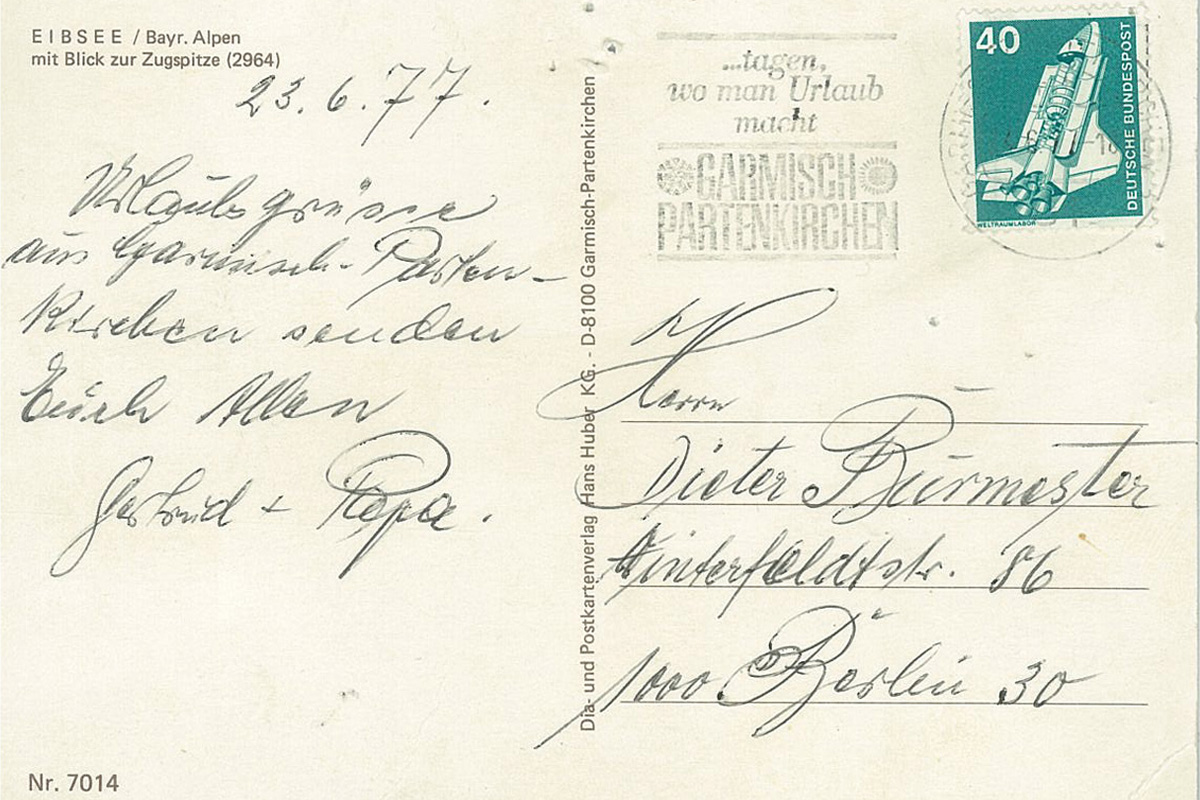 EIBSEE / Bayr. Alpen
mit Blick zur Zugspitze (2964)
23.6.77.
Urlaubsgrüsse
aus Garmisch-Parten-
Kirchen senden
Euch Allen
Gertrud + Papa.
Nr. 7014
Dia- und Postkartenverlag Hans Huber KG. - D-8100 Garmisch-Partenkirchen
...tagen,
wo man Urlaub
macht
GARMISCH
PARTENKIRCHEN
40
DEUTSCHE BUNDESPOST
WELTRAUMLABOR
Herrn
Dieter Burmester
Winterfeldtstr. 86
1000 Berlin 30